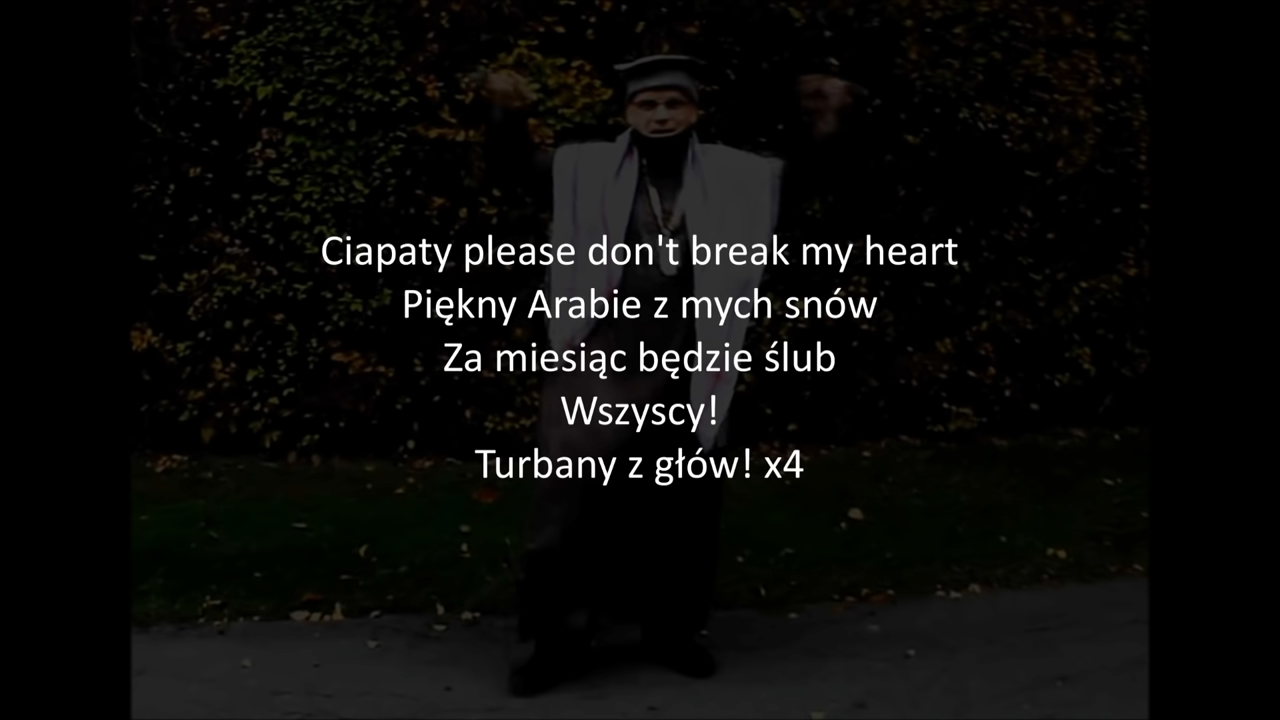 Ciapaty please don't break my heart
Piękny Arabie z mych snów
Za miesiąc będzie ślub
Wszyscy!
Turbany z głów! x4